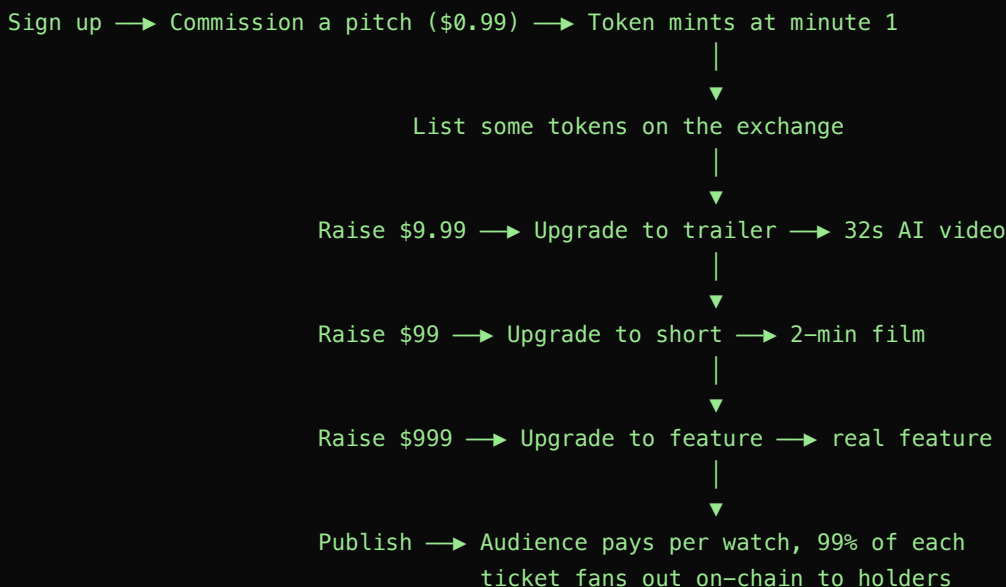 Sign up ──▶ Commission a pitch ($0.99) ──▶ Token mints at minute 1
│
▼
List some tokens on the exchange
│
▼
Raise $9.99 ──▶ Upgrade to trailer ──▶ 32s AI video
│
▼
Raise $99 ──▶ Upgrade to short ──▶ 2-min film
│
▼
Raise $999 ──▶ Upgrade to feature ──▶ real feature
│
▼
Publish ──▶ Audience pays per watch, 99% of each
ticket fans out on-chain to holders